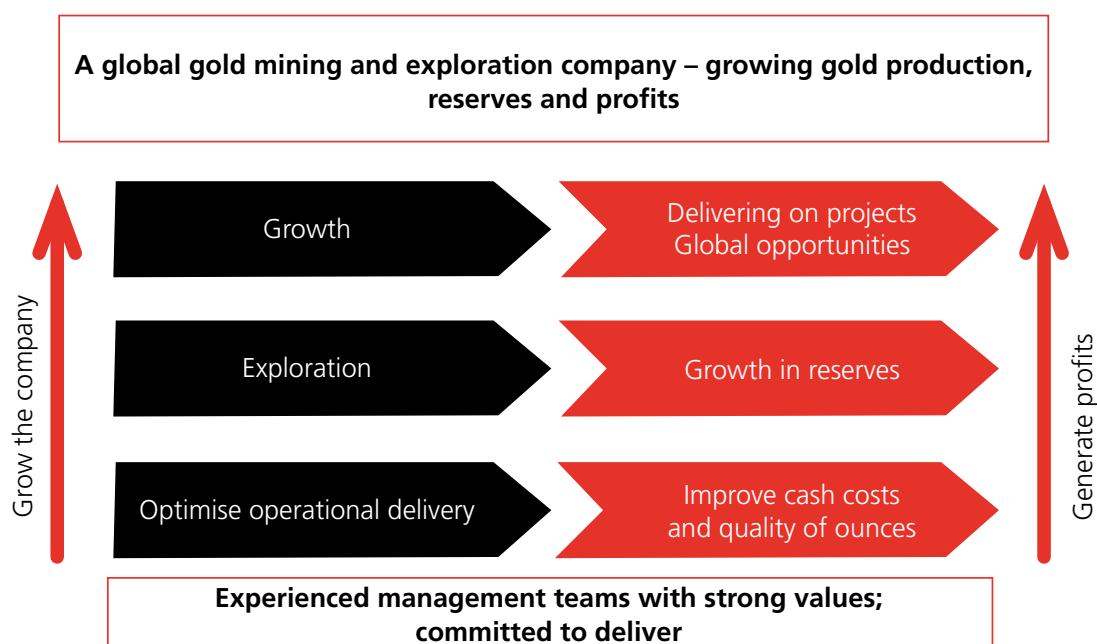 A global gold mining and exploration company – growing gold production,
reserves and profits
Grow the company
Growth
Delivering on projects
Global opportunities
Exploration
Growth in reserves
Optimise operational delivery
Improve cash costs
and quality of ounces
Generate profits
Experienced management teams with strong values;
committed to deliver